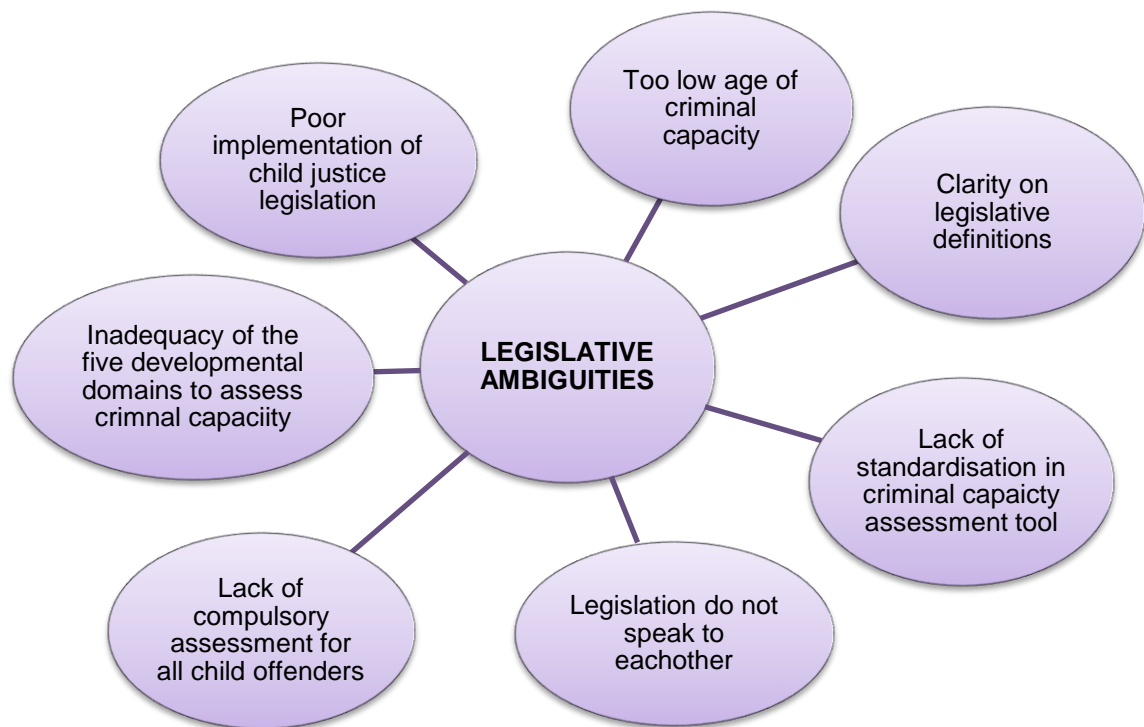 Too low age of
criminal
capacity
Poor
implementation of
child justice
legislation
Clarity on
legislative
definitions
Inadequacy of the
five developmental
domains to assess
crimnal capaciity
LEGISLATIVE
AMBIGUITIES
Lack of
standardisation in
criminal capaicty
assessment tool
Lack of
compulsory
assessment for
all child offenders
Legislation do not
speak to
eachother